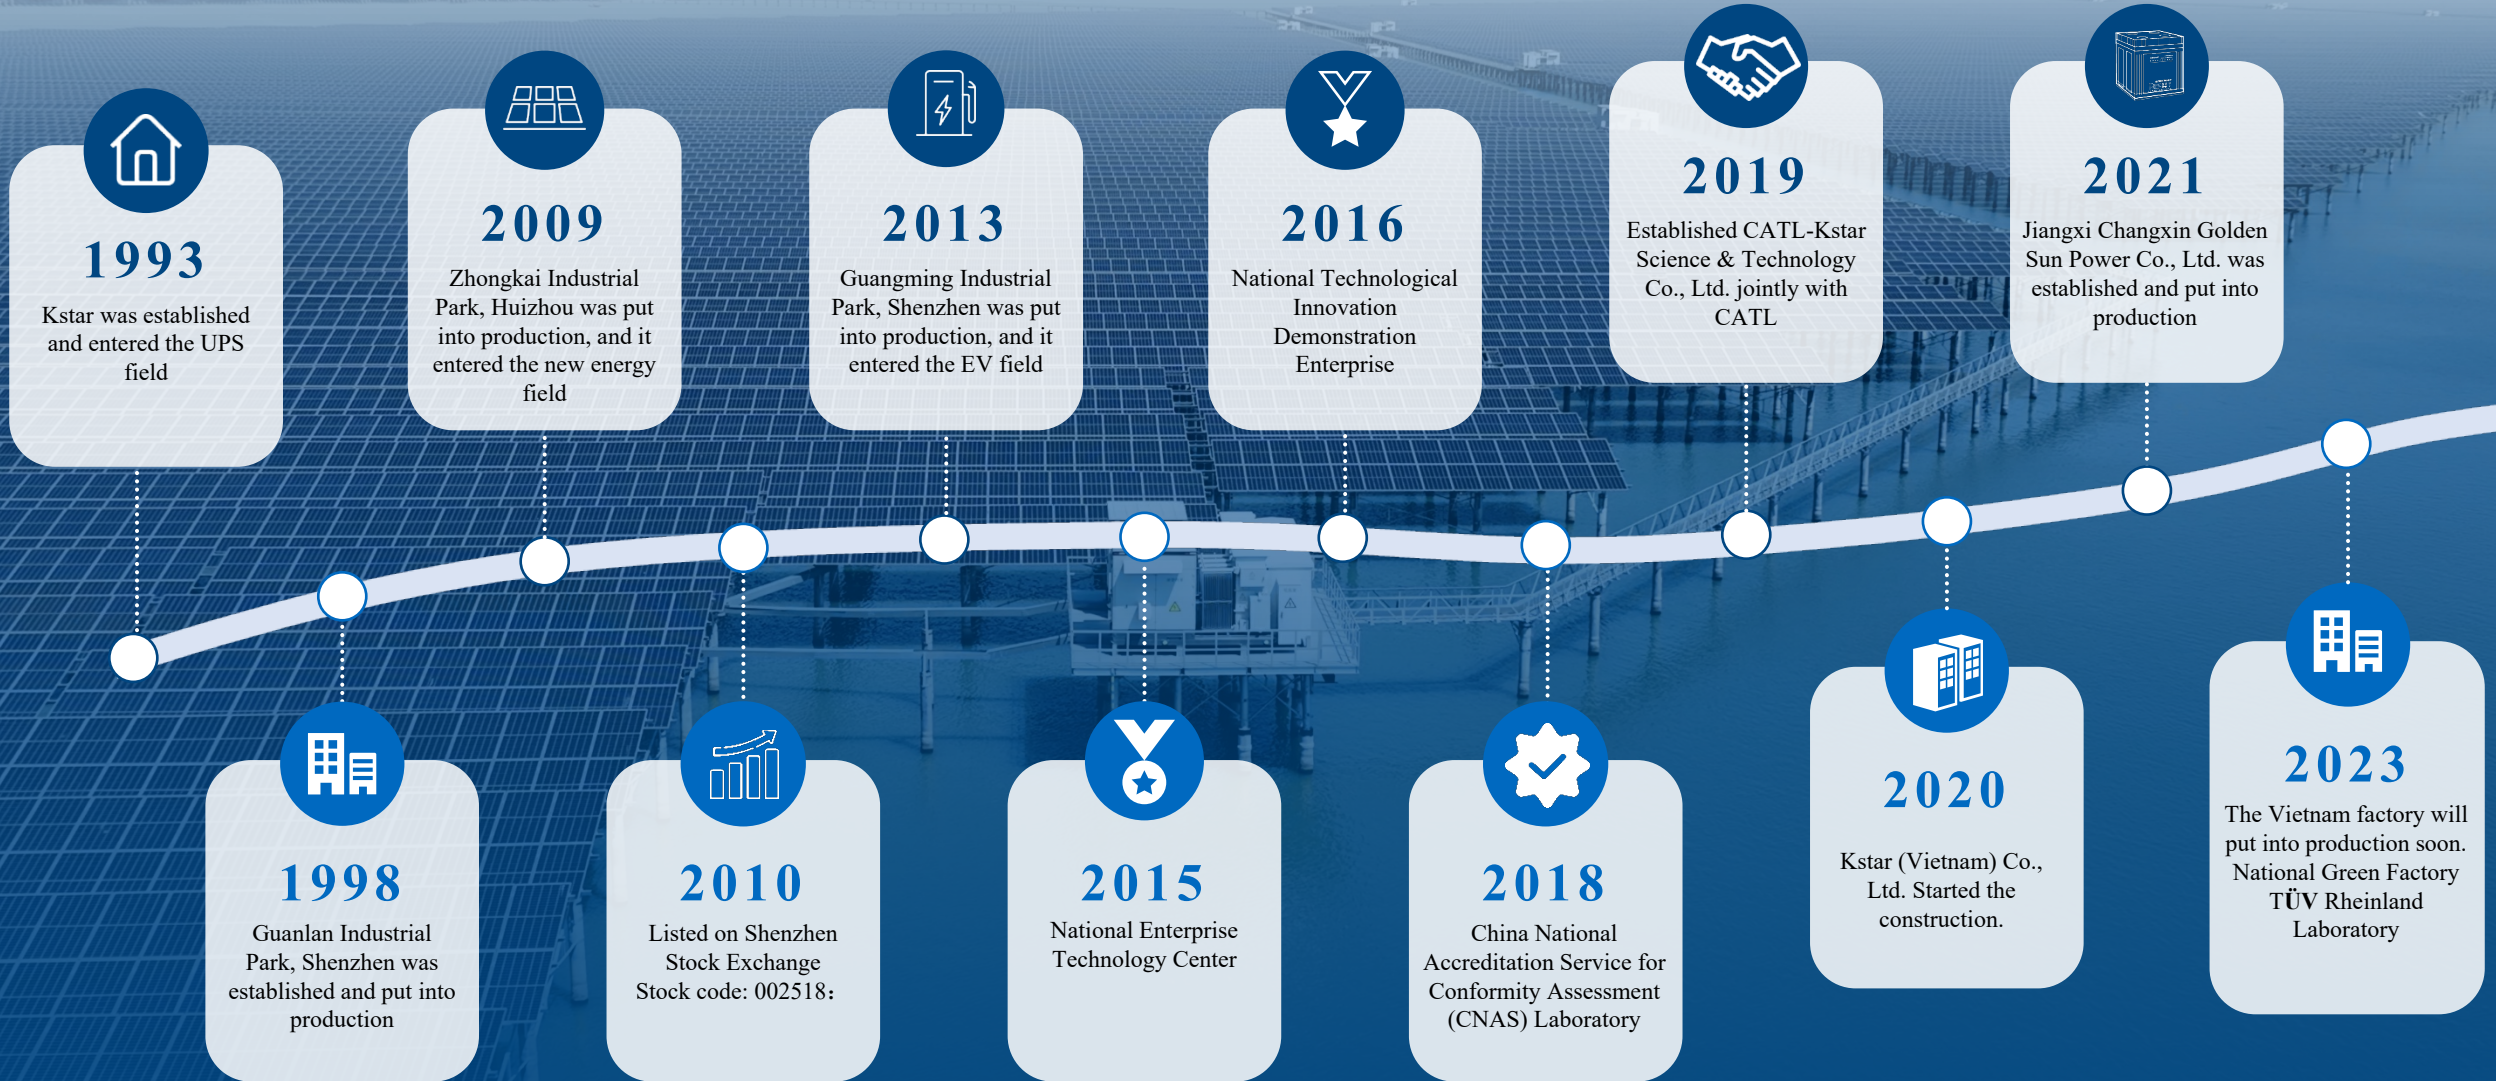 1993
Kstar was established
and entered the UPS
field
1998
Guanlan Industrial
Park, Shenzhen was
established and put into
production
2009
Zhongkai Industrial
Park, Huizhou was put
into production, and it
entered the new energy
field
2010
Listed on Shenzhen
Stock Exchange
Stock code: 002518：
2013
Guangming Industrial
Park, Shenzhen was put
into production, and it
entered the EV field
2015
National Enterprise
Technology Center
2016
National Technological
Innovation
Demonstration
Enterprise
2018
China National
Accreditation Service for
Conformity Assessment
(CNAS) Laboratory
2019
Established CATL-Kstar
Science & Technology
Co., Ltd. jointly with
CATL
2020
Kstar (Vietnam) Co.,
Ltd. Started the
construction.
2021
Jiangxi Changxin Golden
Sun Power Co., Ltd. was
established and put into
production
2023
The Vietnam factory will
put into production soon.
National Green Factory
TÜV Rheinland
Laboratory